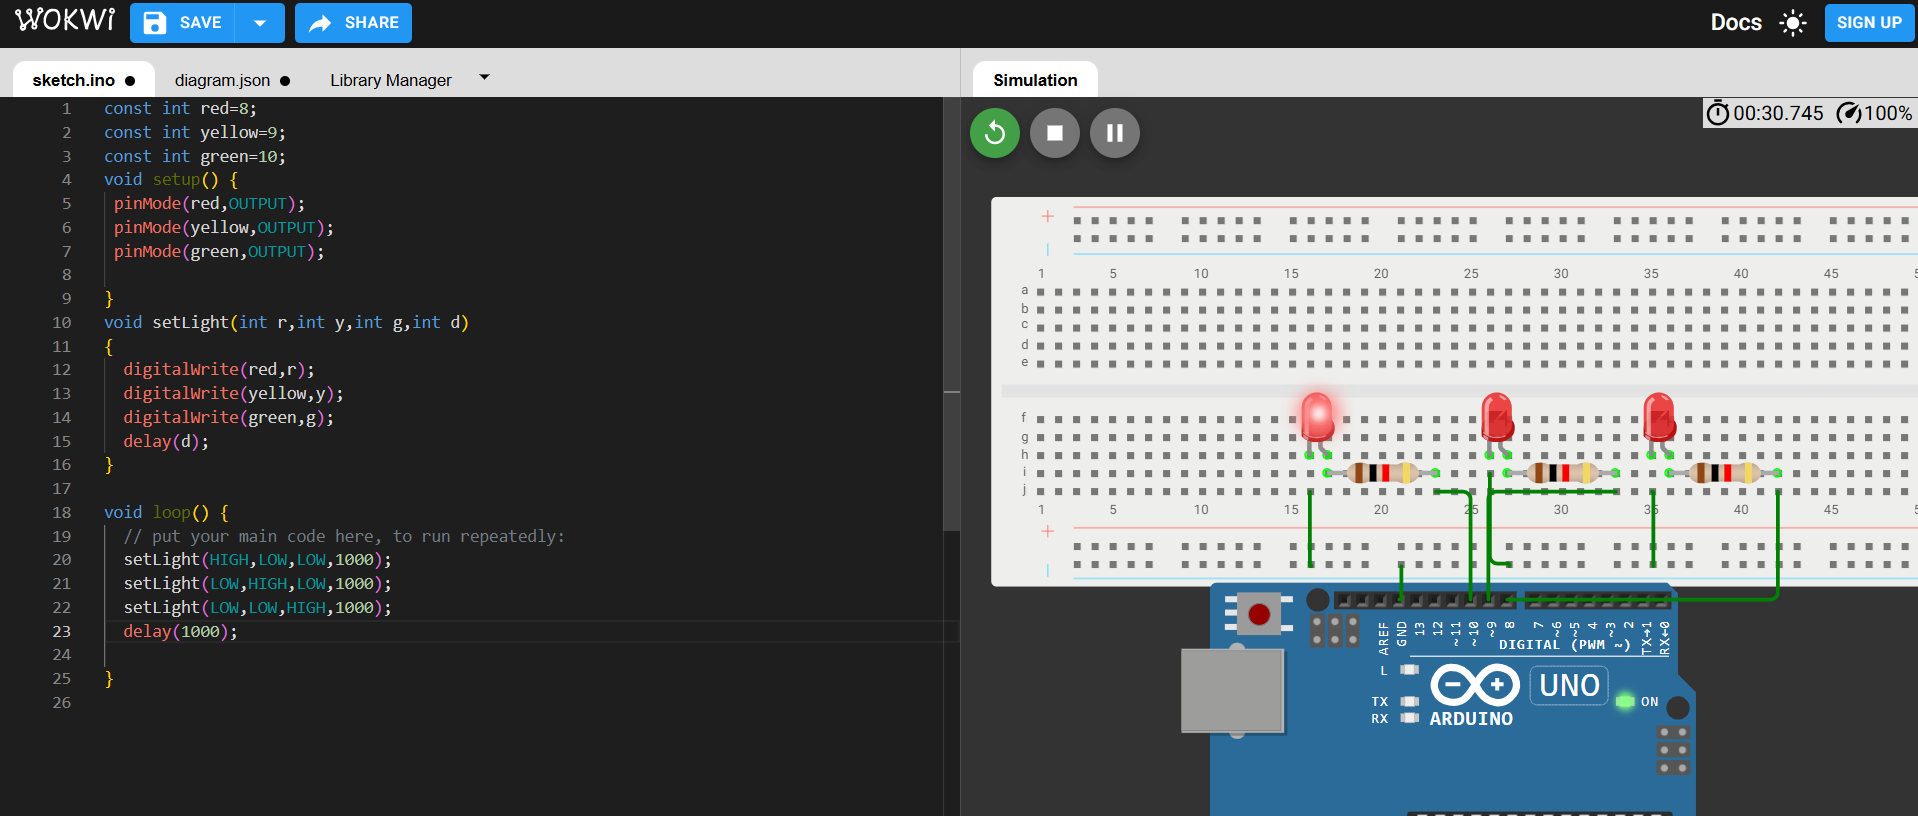 WOKWi
SAVE
SHARE
Docs
SIGN UP
sketch.ino ●
diagram.json ●
Library Manager
Simulation
00:30.745
100%
1 const int red=8;
2 const int yellow=9;
3 const int green=10;
4 void setup() {
5 pinMode(red,OUTPUT);
6 pinMode(yellow,OUTPUT);
7 pinMode(green,OUTPUT);
8
9 }
10 void setLight(int r,int y,int g,int d)
11 {
12 digitalWrite(red,r);
13 digitalWrite(yellow,y);
14 digitalWrite(green,g);
15 delay(d);
16 }
17
18 void loop() {
19 // put your main code here, to run repeatedly:
20 setLight(HIGH,LOW,LOW,1000);
21 setLight(LOW,HIGH,LOW,1000);
22 setLight(LOW,LOW,HIGH,1000);
23 delay(1000);
24
25 }
26
+
|
1 5 10 15 20 25 30 35 40 45
a
b
c
d
e
f
g
h
i
j
1 5 10 15 20 25 30 35 40 45
+
|
AREF GND 13 12 ~11 ~10 ~9 8 7 ~6 ~5 4 ~3 2 TX→1 RX←0
DIGITAL (PWM ~)
L
TX
RX
UNO
ON
ARDUINO